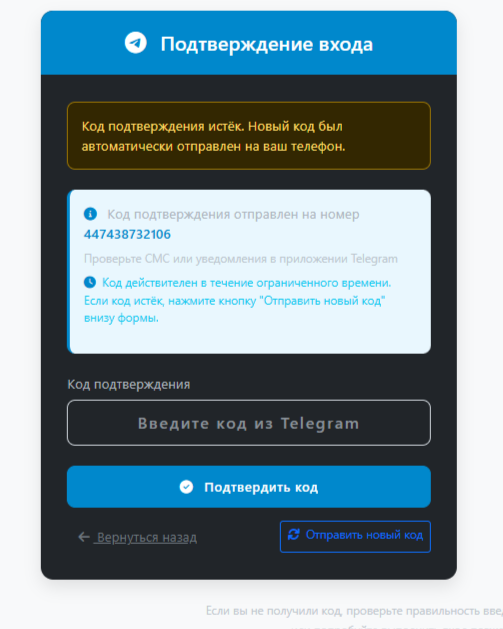 Подтверждение входа
Код подтверждения истёк. Новый код был
автоматически отправлен на ваш телефон.
Код подтверждения отправлен на номер
447438732106
Проверьте СМС или уведомления в приложении Telegram
Код действителен в течение ограниченного времени.
Если код истёк, нажмите кнопку "Отправить новый код"
внизу формы.
Код подтверждения
Введите код из Telegram
Подтвердить код
Вернуться назад
Отправить новый код
Если вы не получили код, проверьте правильность